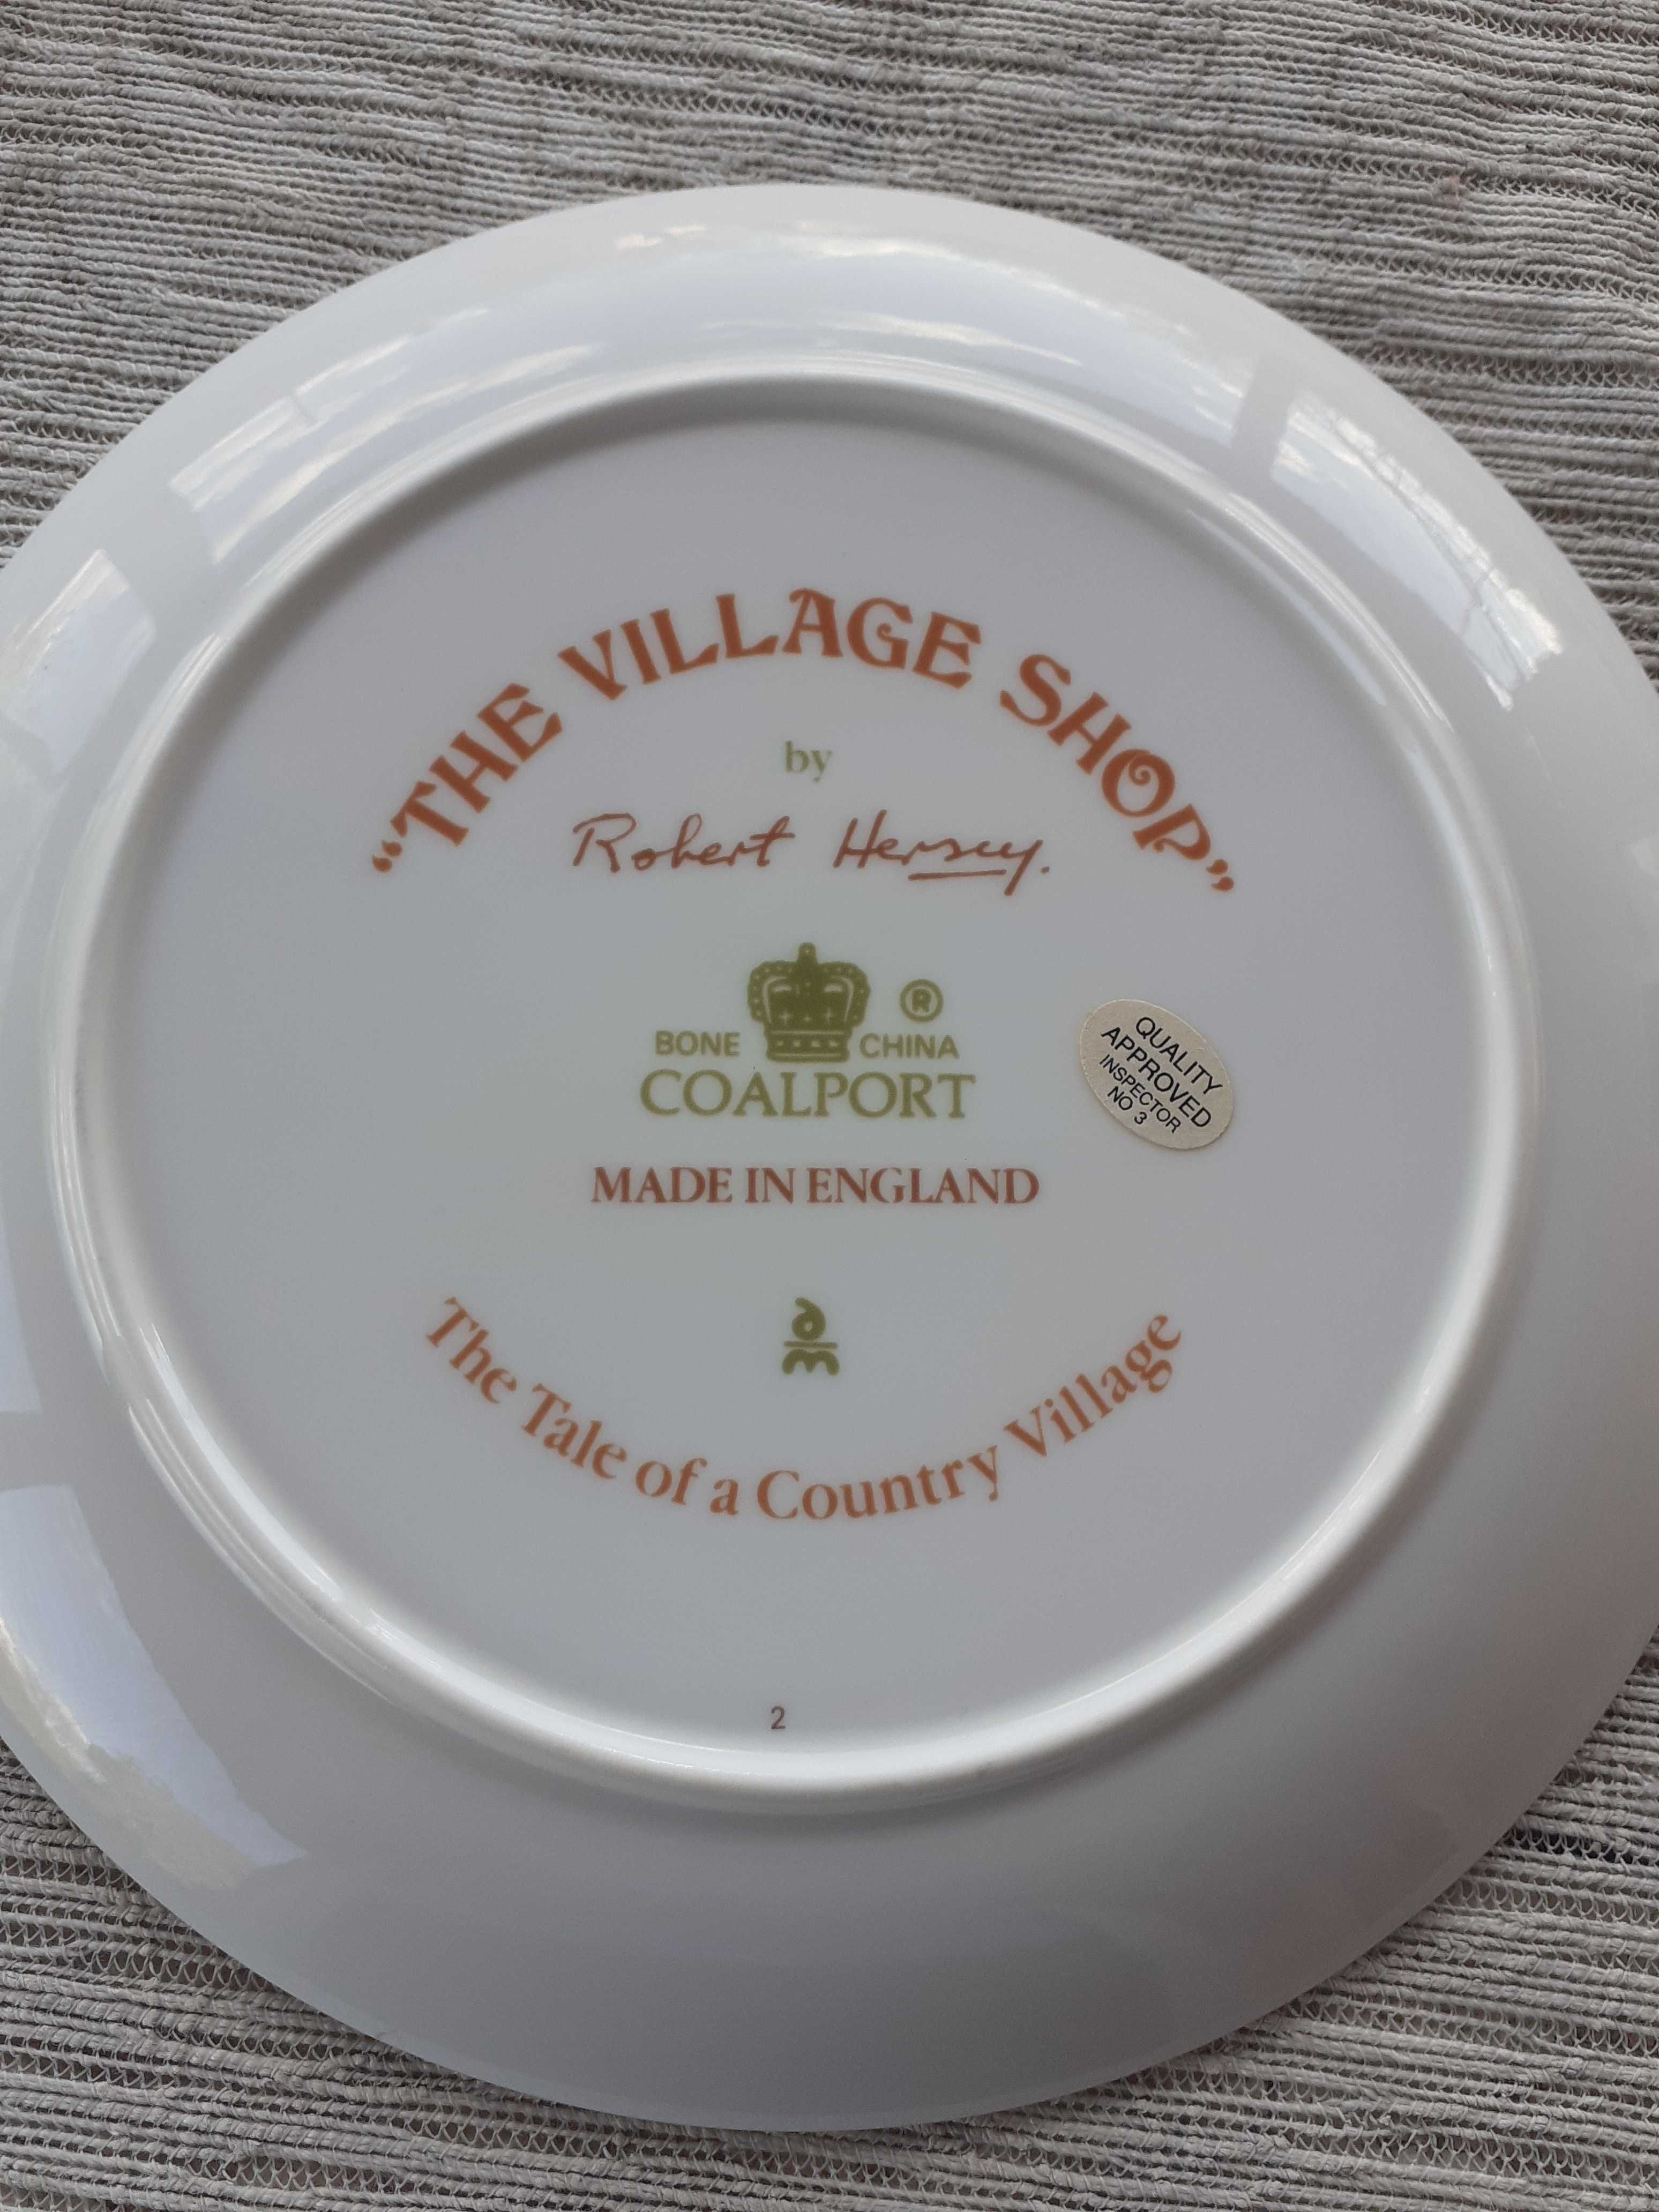 "THE VILLAGE SHOP"
by
Robert Hersey.
®
BONE CHINA
COALPORT
MADE IN ENGLAND
QUALITY
APPROVED
INSPECTOR
NO 3
The Tale of a Country Village
2